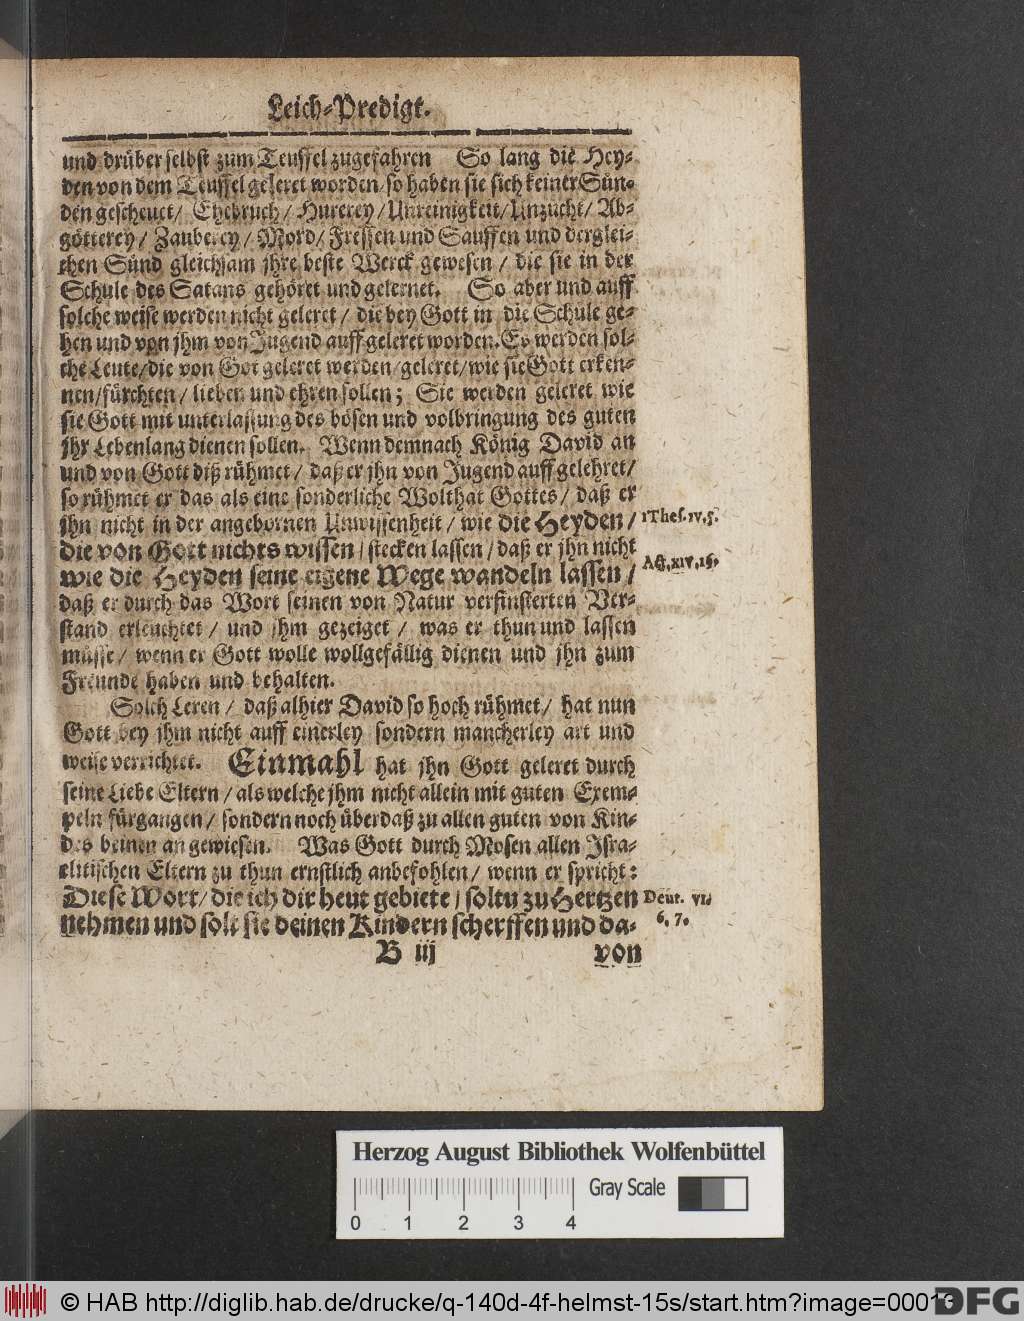 Leich-Predigt.
und drüber selbst zum Teuffel zugefahren So lang die Hey-
den von dem Teuffel geleret worden/ so haben sie sich keiner Sün-
den gescheuet/ Ehebruch/ Hurerey/ Unreinigkeit/ Unzucht/ Ab-
götterey/ Zauberey/ Mord/ Fressen und Sauffen und derglei-
chen Sünd gleichsam jhre beste Werck gewesen/ die sie in der
Schule des Satans gehöret und gelernet. So aber und auff
solche weise werden nicht geleret/ die bey Gott in die Schule ge-
hen und von jhm von Jugend auff geleret worden. Es werden sol-
che Leute/ die von Got geleret werden/ geleret/ wie sie Gott erken-
nen/ fürchten/ lieben und ehren sollen; Sie werden geleret wie
sie Gott mit unterlassung des bösen und volbringung des guten
jhr Lebenlang dienen sollen. Wenn demnach König David an
und von Gott diß rühmet/ daß er jhn von Jugend auff gelehret/
so rühmet er das als eine sonderliche Wolthat Gottes/ daß er
jhn nicht in der angebornen Unwissenheit/ wie die Heyden/ 1Thes. IV, 5.
die von Gott nichts wissen/ stecken lassen/ daß er jhn nicht
wie die Heyden seine eigene Wege wandeln lassen/ Act. XIV, 16.
daß er durch das Wort seinen von Natur verfinsterten Ver-
stand erleuchtet/ und jhm gezeiget/ was er thun und lassen
müsse/ wenn er Gott wolle wollgefällig dienen und jhn zum
Freunde haben und behalten.
Solch Leren/ daß alhier David so hoch rühmet/ hat nun
Gott bey jhm nicht auff einerley sondern mancherley art und
weise verrichtet. Einmahl hat jhn Gott geleret durch
seine Liebe Eltern/ als welche jhm nicht allein mit guten Exem-
peln fürgangen/ sondern noch überdaß zu allen guten von Kin-
des beinen an gewiesen. Was Gott durch Mosen allen Isra-
elitischen Eltern zu thun ernstlich anbefohlen/ wenn er spricht:
Diese Wort/ die ich dir heut gebiete/ soltu zu Hertzen Deut. VI,
nehmen und solt sie deinen Kindern scherffen und da- 6. 7.
B iij von
Herzog August Bibliothek Wolfenbüttel
0 1 2 3 4 Gray Scale
© HAB http://diglib.hab.de/drucke/q-140d-4f-helmst-15s/start.htm?image=00013
DFG